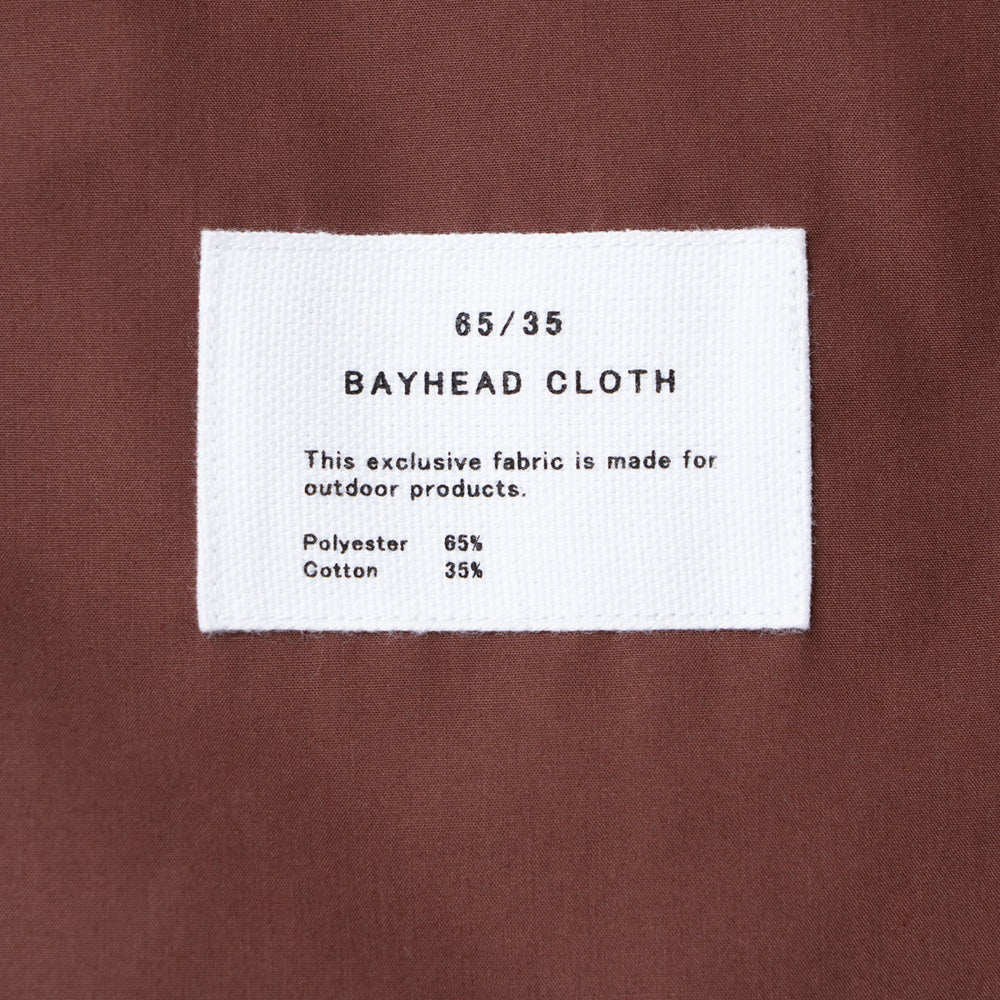 65/35
BAYHEAD CLOTH
This exclusive fabric is made for
outdoor products.
Polyester 65%
Cotton 35%